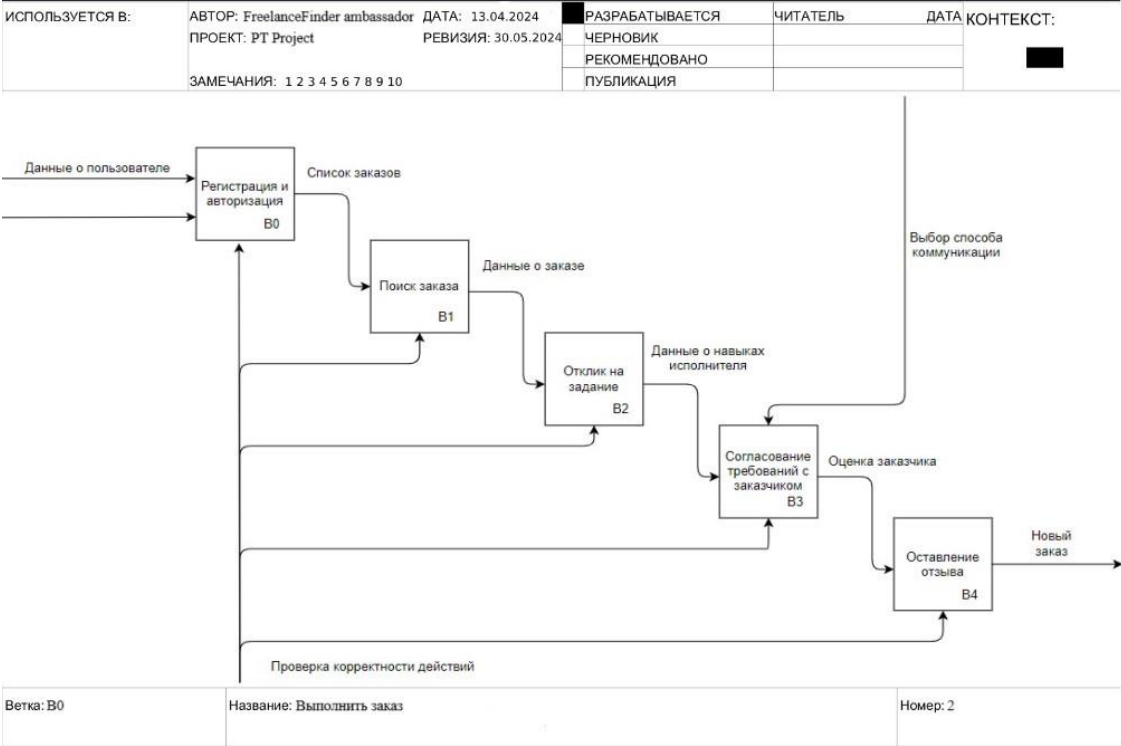 ИСПОЛЬЗУЕТСЯ В:
АВТОР: FreelanceFinder ambassador ДАТА: 13.04.2024
ПРОЕКТ: PT Project РЕВИЗИЯ: 30.05.2024
ЗАМЕЧАНИЯ: 1 2 3 4 5 6 7 8 9 10
РАЗРАБАТЫВАЕТСЯ
ЧЕРНОВИК
РЕКОМЕНДОВАНО
ПУБЛИКАЦИЯ
ЧИТАТЕЛЬ ДАТА
КОНТЕКСТ:
Данные о пользователе
Регистрация и
авторизация
B0
Список заказов
Поиск заказа
B1
Данные о заказе
Выбор способа
коммуникации
Отклик на
задание
B2
Данные о навыках
исполнителя
Согласование
требований с
заказчиком
B3
Оценка заказчика
Оставление
отзыва
B4
Новый
заказ
Проверка корректности действий
Ветка: B0
Название: Выполнить заказ
Номер: 2